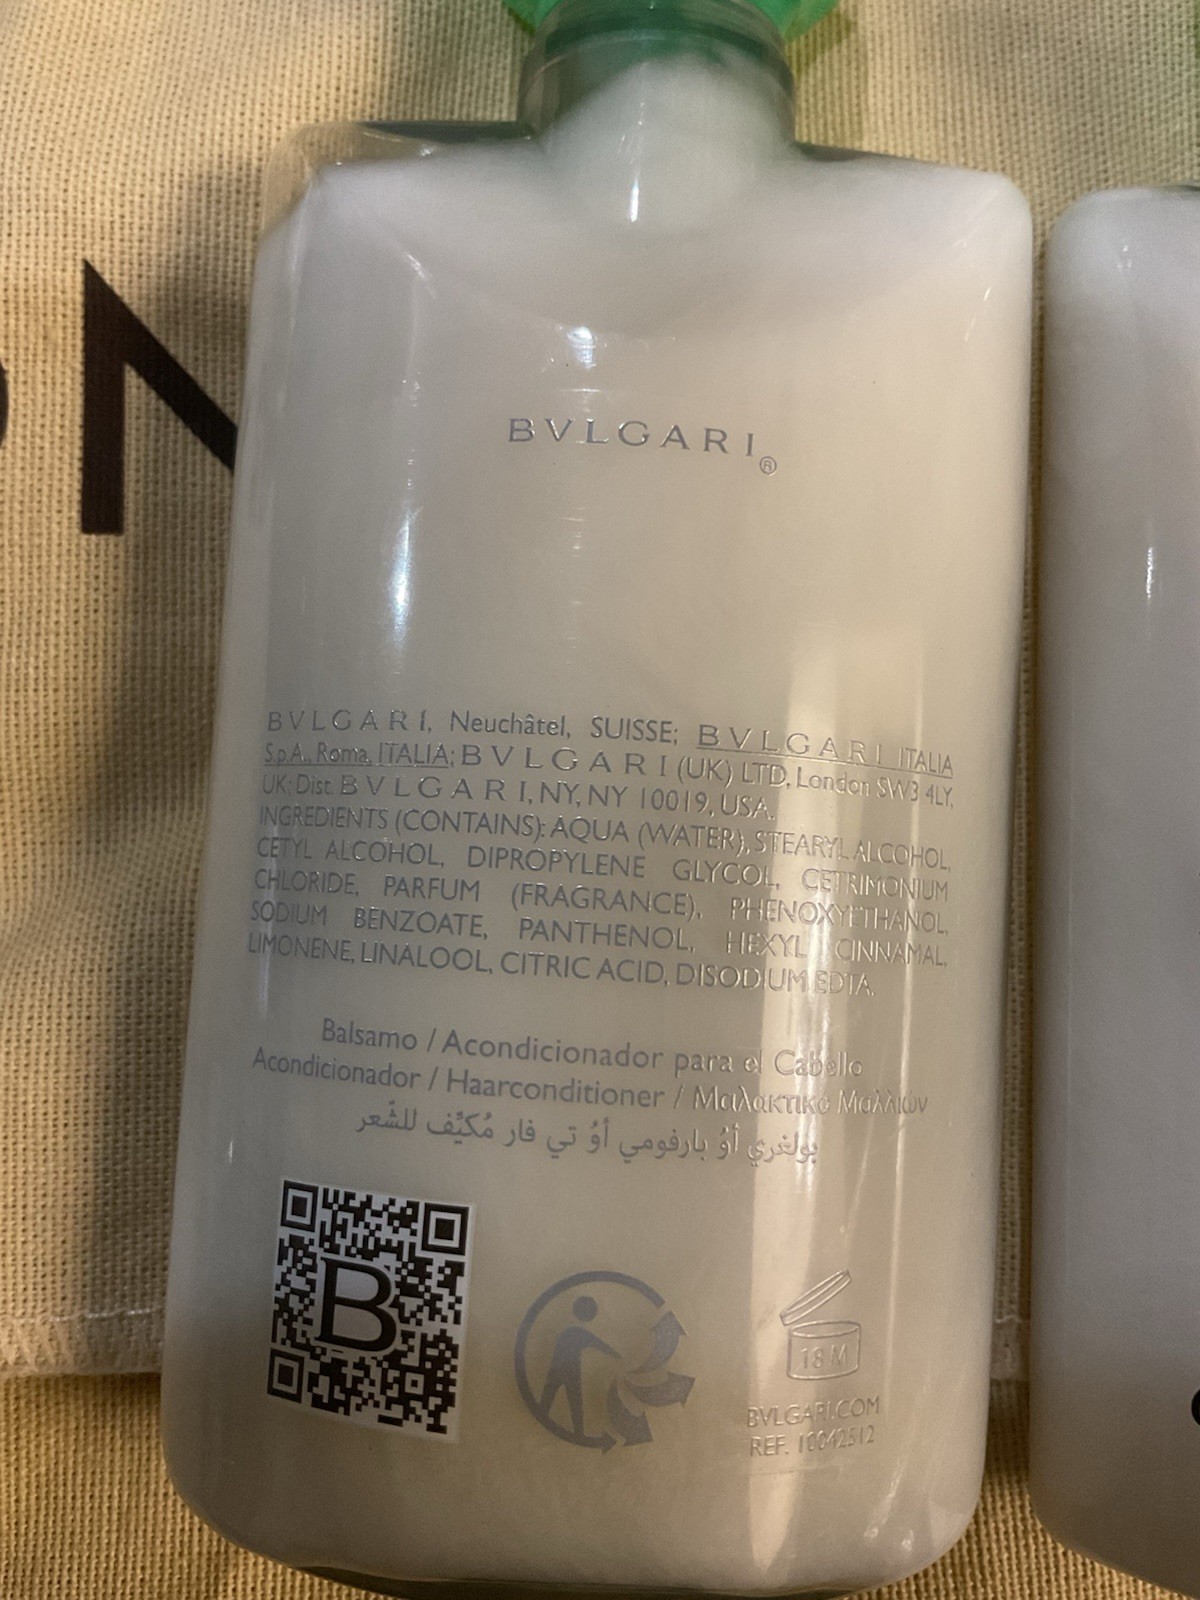 N
BVLGARI®
BVLGARI, Neuchâtel, SUISSE; BVLGARI ITALIA
S.p.A., Roma, ITALIA; BVLGARI (UK) LTD, London SW3 4LY,
UK: Dist. BVLGARI, NY, NY 10019, USA.
INGREDIENTS (CONTAINS): AQUA (WATER), STEARYL ALCOHOL,
CETYL ALCOHOL, DIPROPYLENE GLYCOL, CETRIMONIUM
CHLORIDE, PARFUM (FRAGRANCE), PHENOXYETHANOL,
SODIUM BENZOATE, PANTHENOL, HEXYL CINNAMAL,
LIMONENE, LINALOOL, CITRIC ACID, DISODIUM EDTA.
Balsamo / Acondicionador para el Cabello
Acondicionador / Haarconditioner / Μαλακτικό Μαλλιών
بولغري أوُ بارفومي أوُ تي فار مُكيِّف للشَّعر
B
18 M
BVLGARI.COM
REF. 10042512